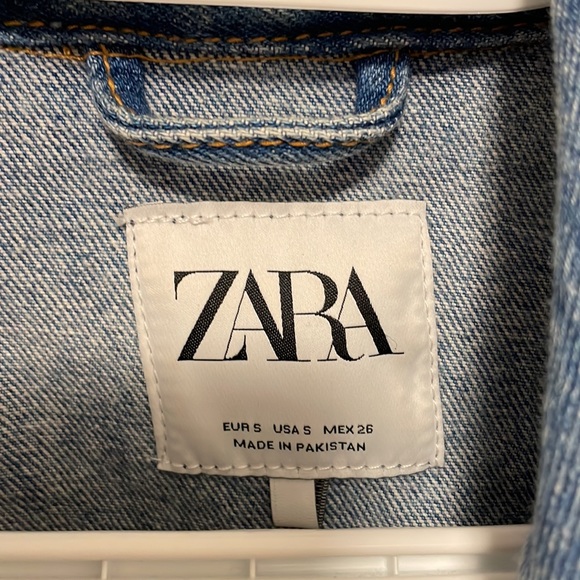 ZARA
EUR S USA S MEX 26
MADE IN PAKISTAN